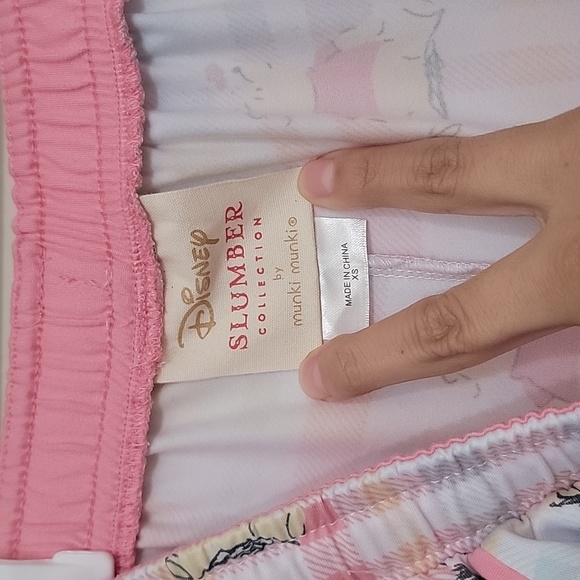 Disney
SLUMBER
COLLECTION
by
munki munki®
MADE IN CHINA
XS